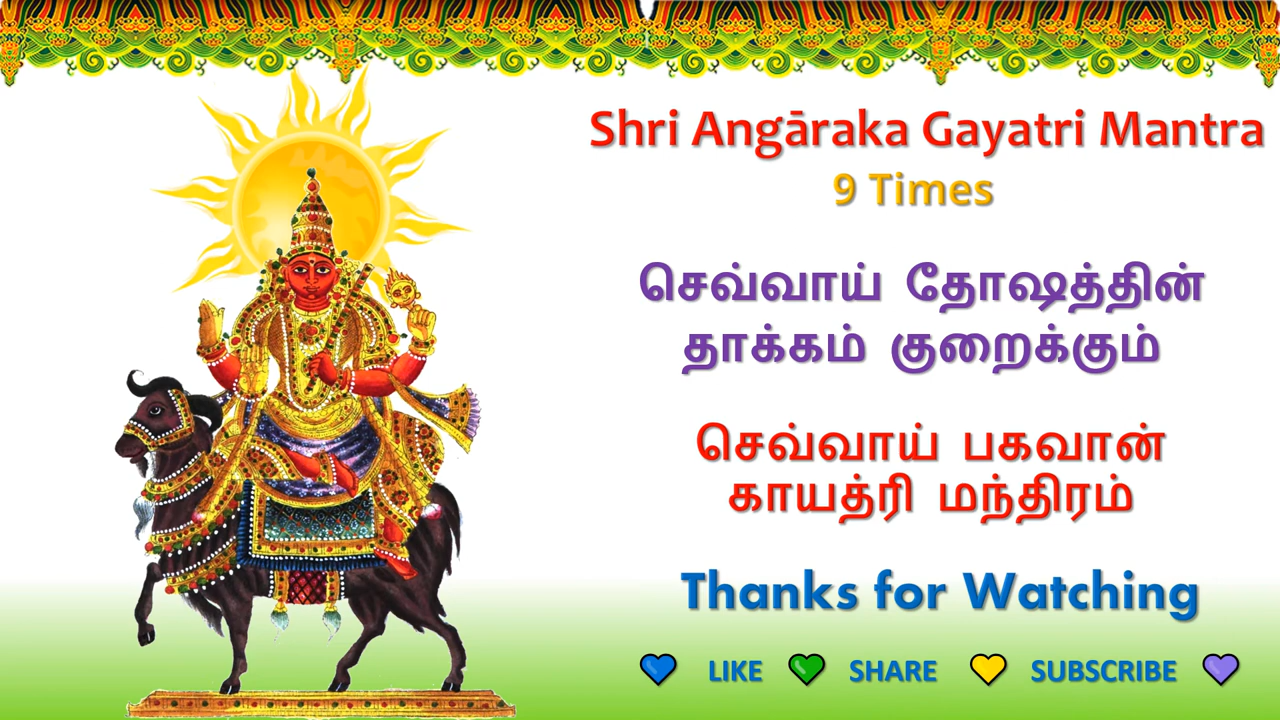 Shri Angāraka Gayatri Mantra
9 Times
செவ்வாய் தோஷத்தின்
தாக்கம் குறைக்கும்
செவ்வாய் பகவான்
காயத்ரி மந்திரம்
Thanks for Watching
LIKE SHARE SUBSCRIBE